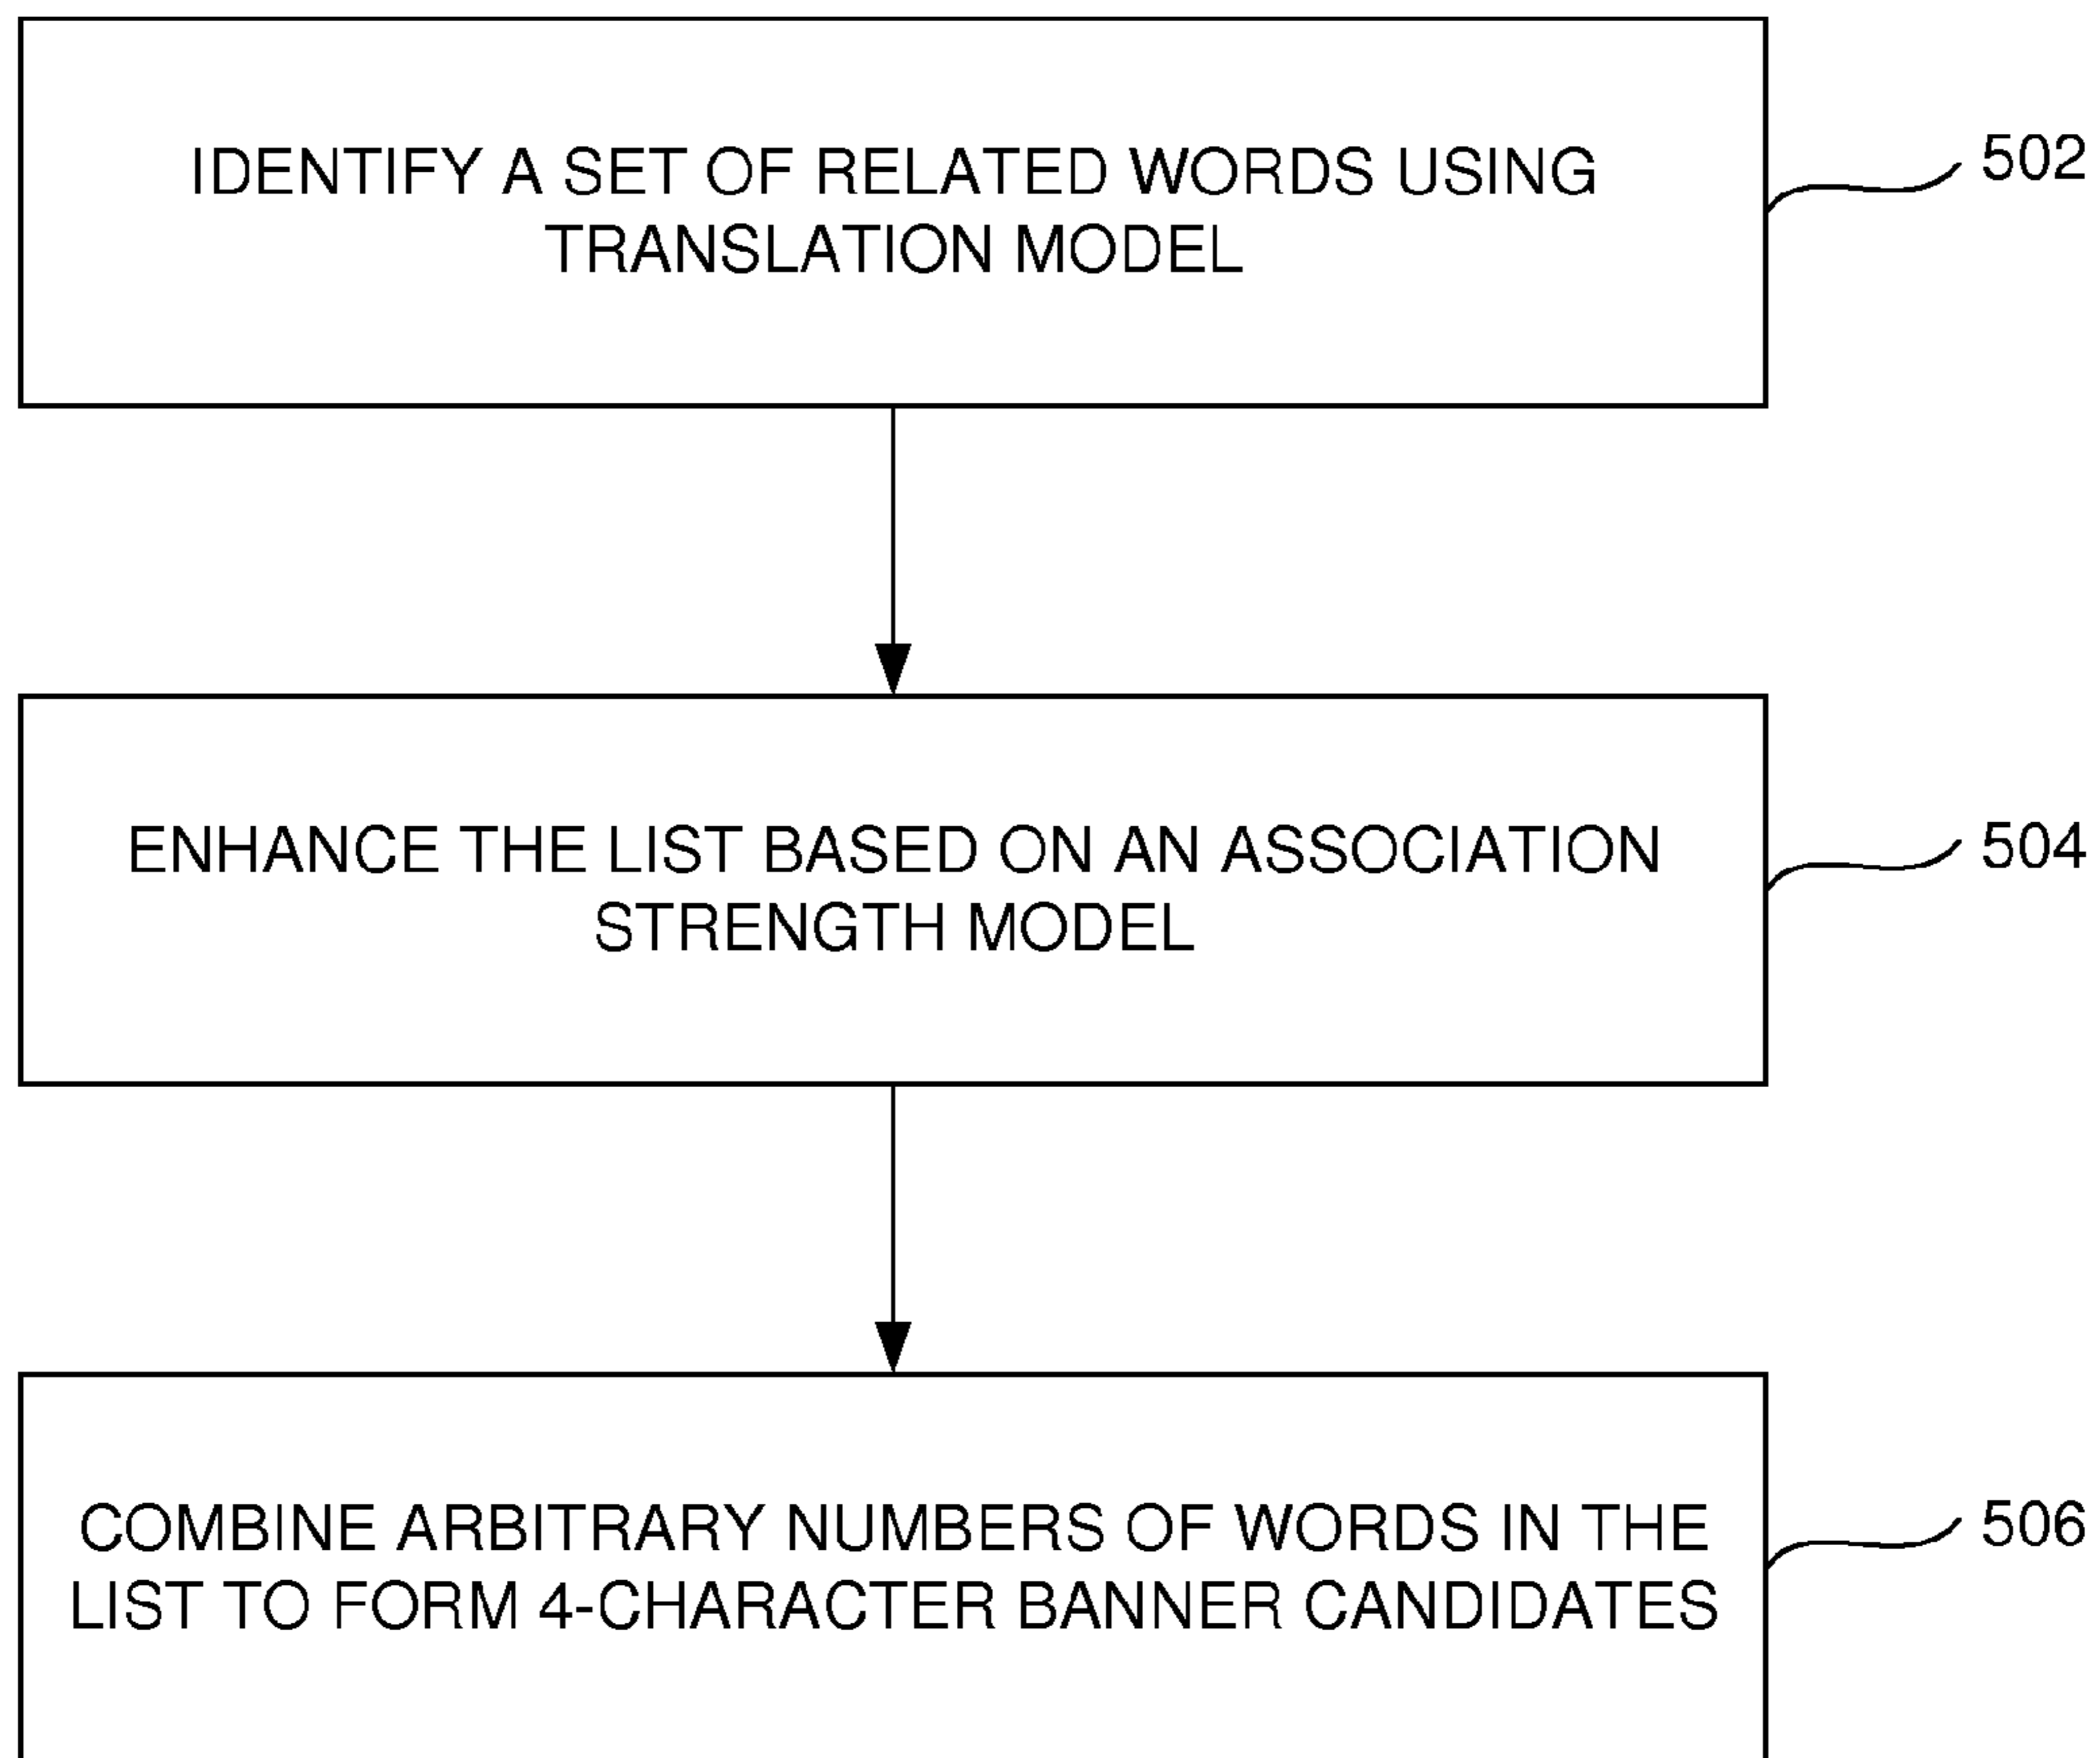 IDENTIFY A SET OF RELATED WORDS USING
TRANSLATION MODEL
502
ENHANCE THE LIST BASED ON AN ASSOCIATION
STRENGTH MODEL
504
COMBINE ARBITRARY NUMBERS OF WORDS IN THE
LIST TO FORM 4-CHARACTER BANNER CANDIDATES
506